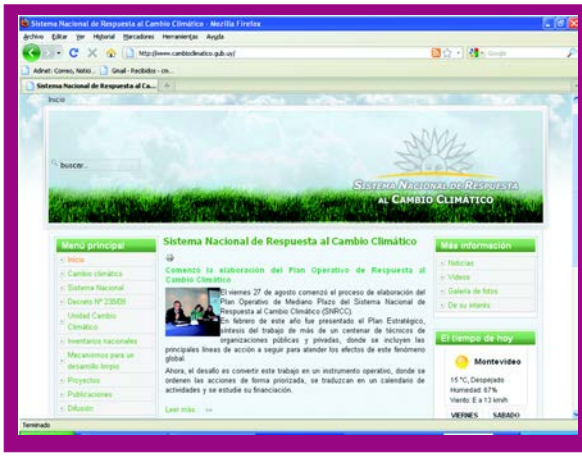 Sistema Nacional de Respuesta al Cambio Climático - Mozilla Firefox
Archivo Editar Ver Historial Marcadores Herramientas Ayuda
http://www.cambioclimatico.gub.uy/
Google
Adinet: Correo, Notic... Gmail - Recibidos
Sistema Nacional de Respuesta al Ca...
Inicio
buscar...
SISTEMA NACIONAL DE RESPUESTA
AL CAMBIO CLIMÁTICO
Menú principal
Inicio
Cambio climático
Sistema Nacional
Unidad Cambio
Climático
Inventarios nacionales
Mecanismos para un
desarrollo limpio
Proyectos
Publicaciones
Difusión
Sistema Nacional de Respuesta al Cambio Climático
Comenzó la elaboración del Plan Operativo de Respuesta al
Cambio Climático
El viernes 27 de agosto comenzó el proceso de elaboración del
Plan Operativo de Mediano Plazo del Sistema Nacional de
Respuesta al Cambio Climático (SNRCC).
En febrero de este año fue presentado el Plan Estratégico,
síntesis del trabajo de más de un centenar de técnicos de
organizaciones públicas y privadas, donde se incluyen las
principales líneas de acción a seguir para atender los efectos de este fenómeno
global.
Ahora, el desafío es convertir este trabajo en un instrumento operativo, donde se
ordenen las acciones de forma priorizada, se traduzcan en un calendario de
actividades y se estudie su financiación.
Leer más...
Más información
Noticias
Videos
Galería de fotos
De su interés
El tiempo de hoy
Montevideo
15 °C, Despejado
Humedad: 67%
Viento: E a 13 km/h
VIERNES SABADO
Terminado